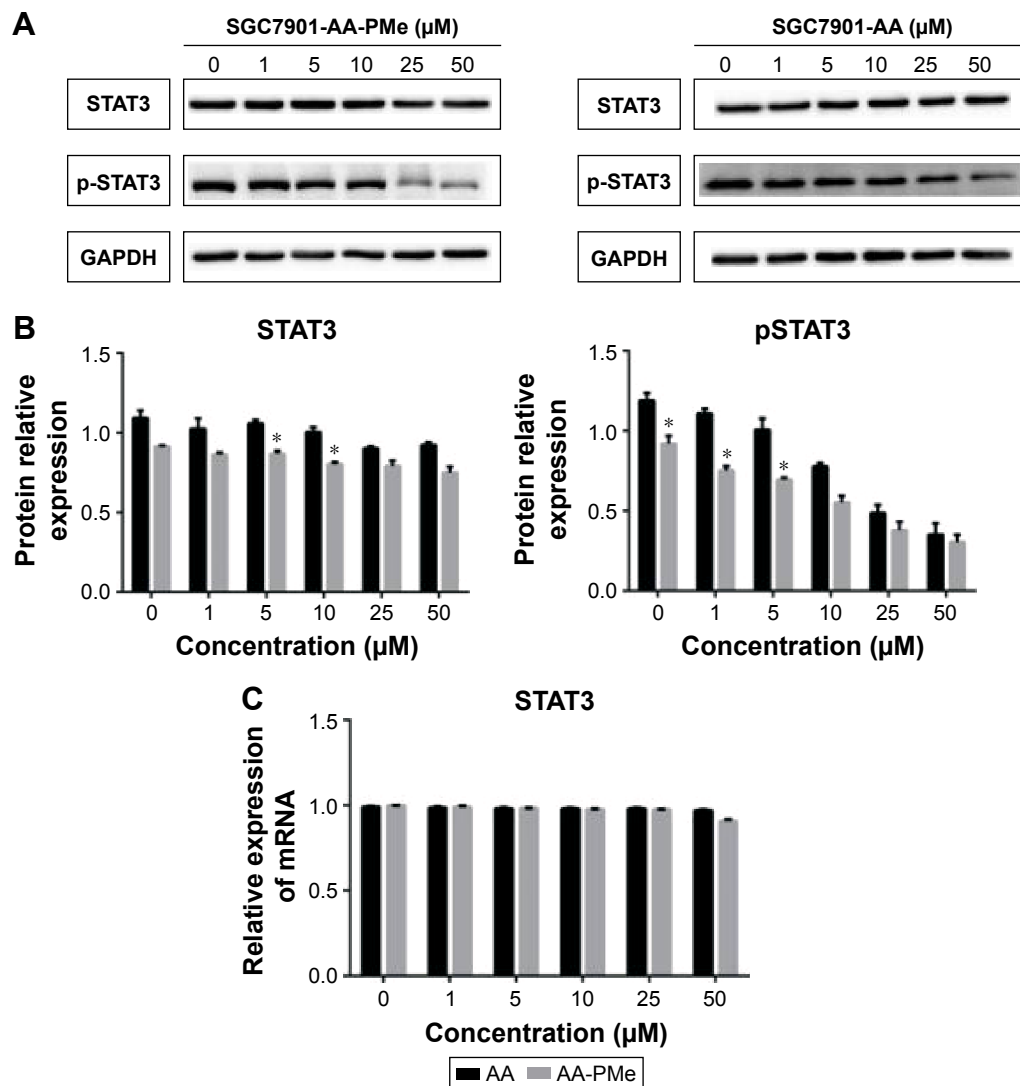 A
SGC7901-AA-PMe (µM)
0 1 5 10 25 50
STAT3
p-STAT3
GAPDH
SGC7901-AA (µM)
0 1 5 10 25 50
STAT3
p-STAT3
GAPDH
B
STAT3
Protein relative
expression
1.5
1.0
0.5
0.0
* *
0 1 5 10 25 50
Concentration (µM)
pSTAT3
Protein relative
expression
1.5
1.0
0.5
0.0
* * *
0 1 5 10 25 50
Concentration (µM)
C
STAT3
Relative expression
of mRNA
1.5
1.0
0.5
0.0
0 1 5 10 25 50
Concentration (µM)
AA AA-PMe